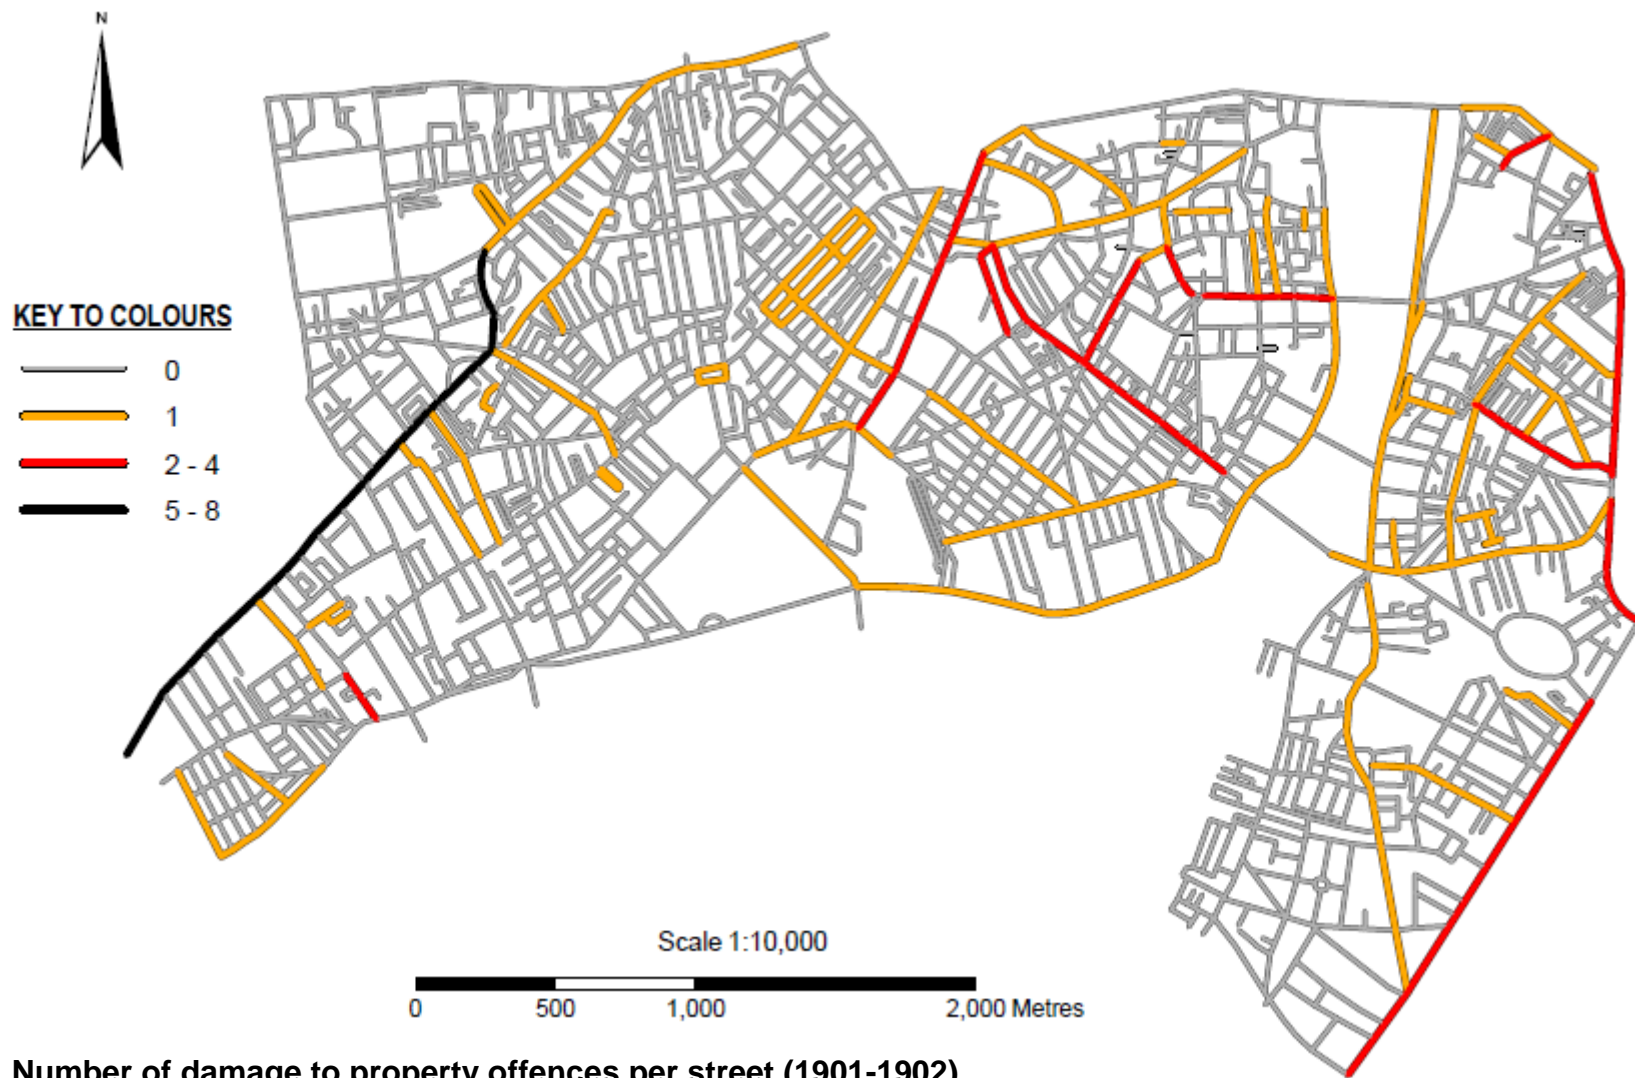 N
KEY TO COLOURS
0
1
2 - 4
5 - 8
Scale 1:10,000
0 500 1,000 2,000 Metres
Number of damage to property offences per street (1901-1902)